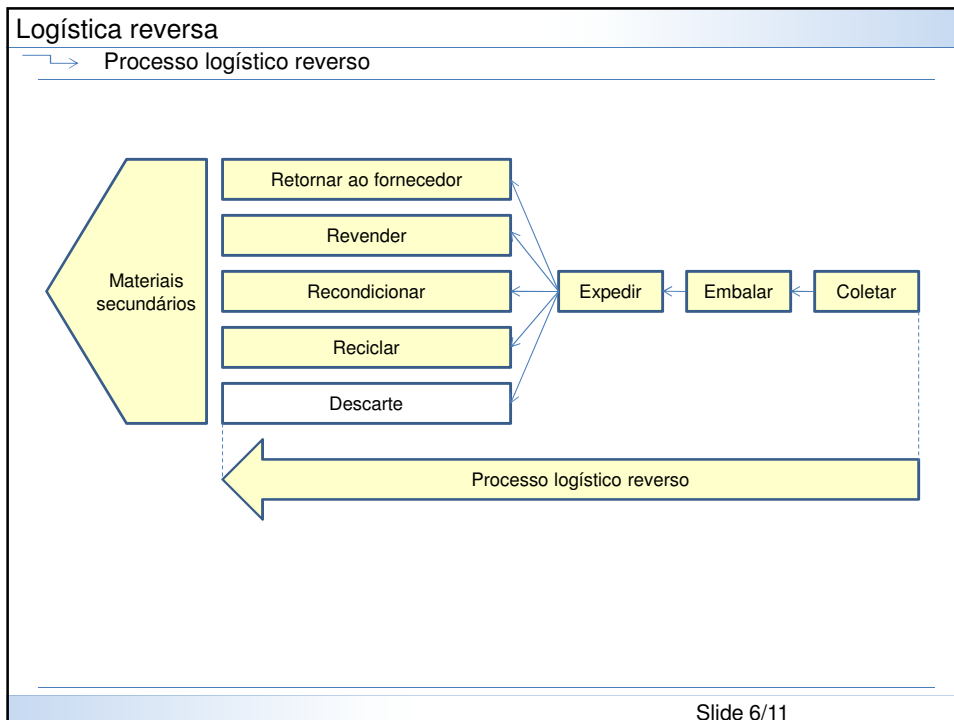 Logística reversa
Processo logístico reverso
Retornar ao fornecedor
Revender
Materiais
secundários
Recondicionar
Expedir
Embalar
Coletar
Reciclar
Descarte
Processo logístico reverso
Slide 6/11